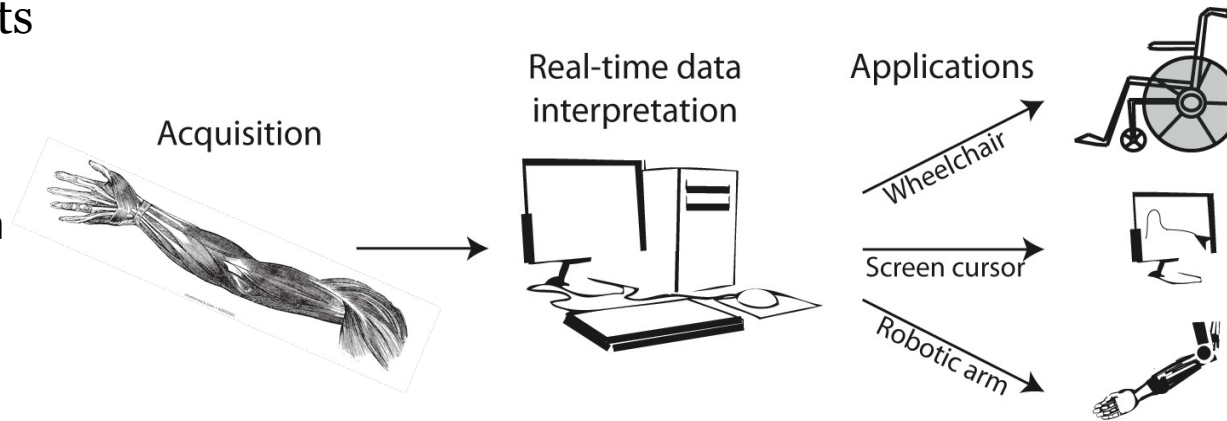 ts
Acquisition
Real-time data
interpretation
Applications
Wheelchair
Screen cursor
Robotic arm